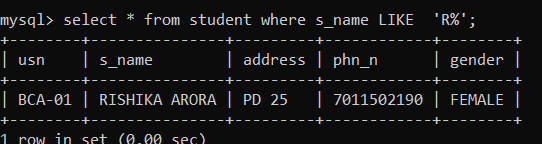 mysql> select * from student where s_name LIKE  'R%';
+--------+---------------+---------+------------+--------+
| usn    | s_name        | address | phn_n      | gender |
+--------+---------------+---------+------------+--------+
| BCA-01 | RISHIKA ARORA | PD 25   | 7011502190 | FEMALE |
+--------+---------------+---------+------------+--------+
1 row in set (0.00 sec)